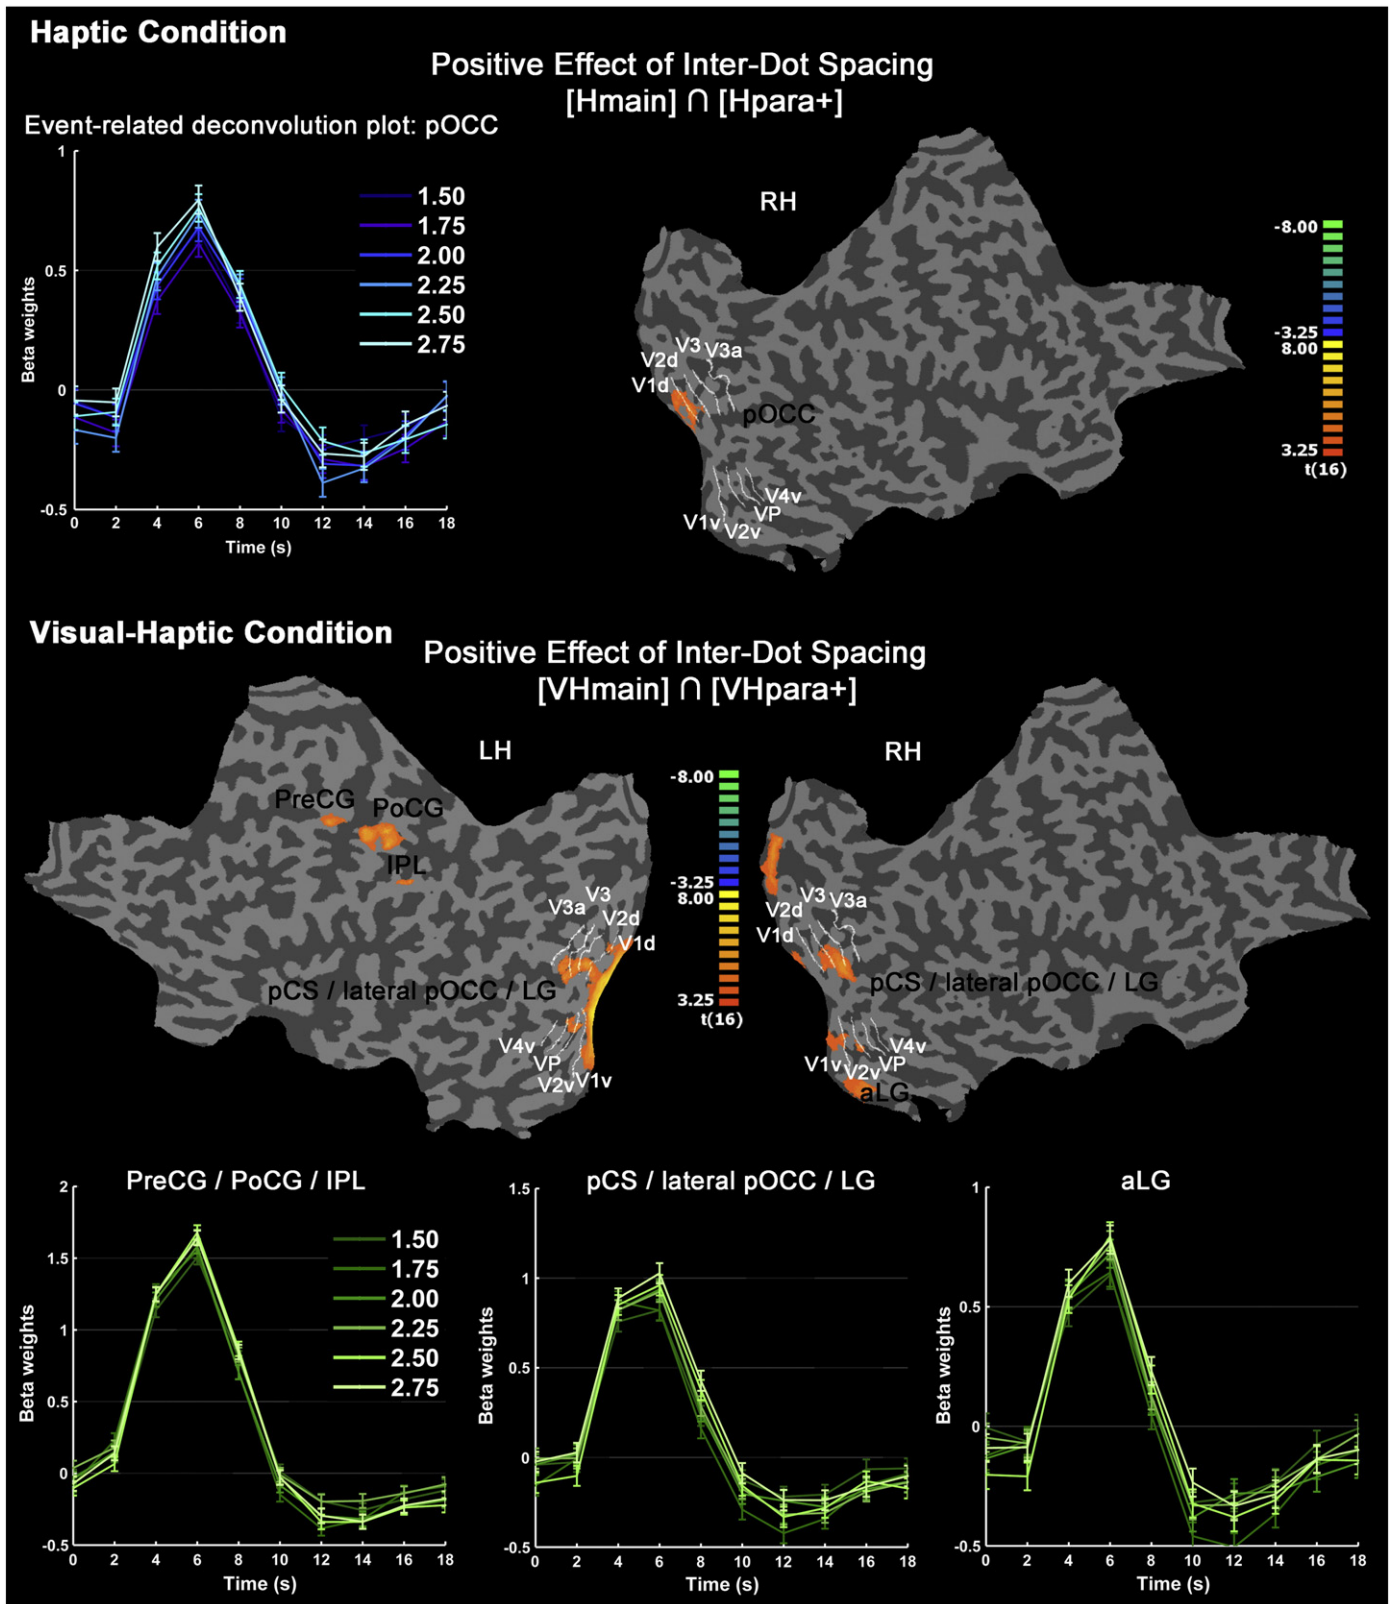 Haptic Condition
Positive Effect of Inter-Dot Spacing
[Hmain] ∩ [Hpara+]
Event-related deconvolution plot: pOCC
1
0.5
0
-0.5
Beta weights
0 2 4 6 8 10 12 14 16 18
Time (s)
1.50
1.75
2.00
2.25
2.50
2.75
RH
V3 V3a
V2d
V1d
pOCC
V4v
VP
V1v V2v
-8.00
-3.25
8.00
3.25
t(16)
Visual-Haptic Condition
Positive Effect of Inter-Dot Spacing
[VHmain] ∩ [VHpara+]
LH
PreCG PoCG
IPL
V3
V3a
V2d
V1d
pCS / lateral pOCC / LG
V4v
VP
V2v V1v
-8.00
-3.25
8.00
3.25
t(16)
RH
V3 V3a
V2d
V1d
pCS / lateral pOCC / LG
V4v
V1v V2v VP
aLG
PreCG / PoCG / IPL
2
1.5
1
0.5
0
-0.5
Beta weights
0 2 4 6 8 10 12 14 16 18
Time (s)
1.50
1.75
2.00
2.25
2.50
2.75
pCS / lateral pOCC / LG
1.5
1
0.5
0
-0.5
Beta weights
0 2 4 6 8 10 12 14 16 18
Time (s)
aLG
1
0.5
0
-0.5
Beta weights
0 2 4 6 8 10 12 14 16 18
Time (s)